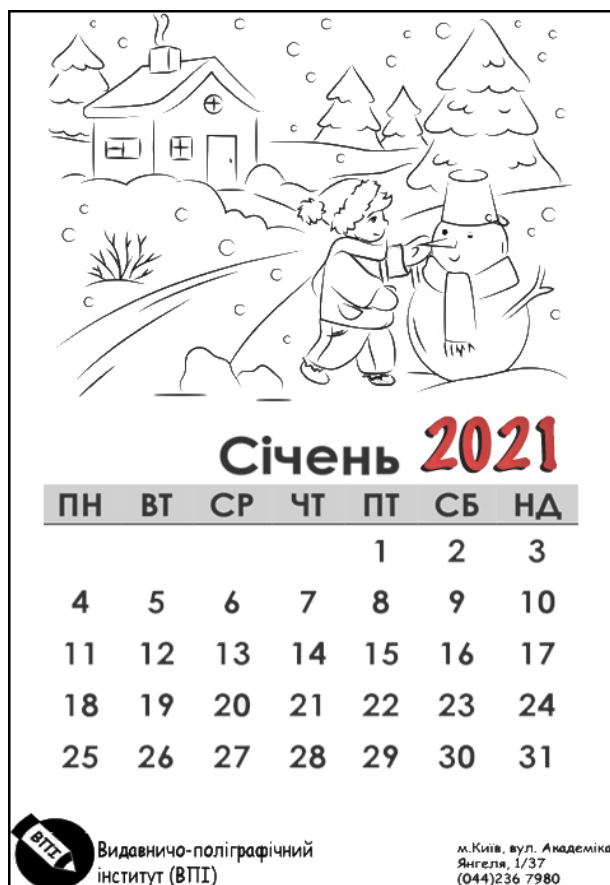 Січень 2021
ПН ВТ СР ЧТ ПТ СБ НД
1 2 3
4 5 6 7 8 9 10
11 12 13 14 15 16 17
18 19 20 21 22 23 24
25 26 27 28 29 30 31
ВПІ
Видавничо-поліграфічний
інститут (ВПІ)
м.Київ, вул. Академіка
Янгеля, 1/37
(044)236 7980